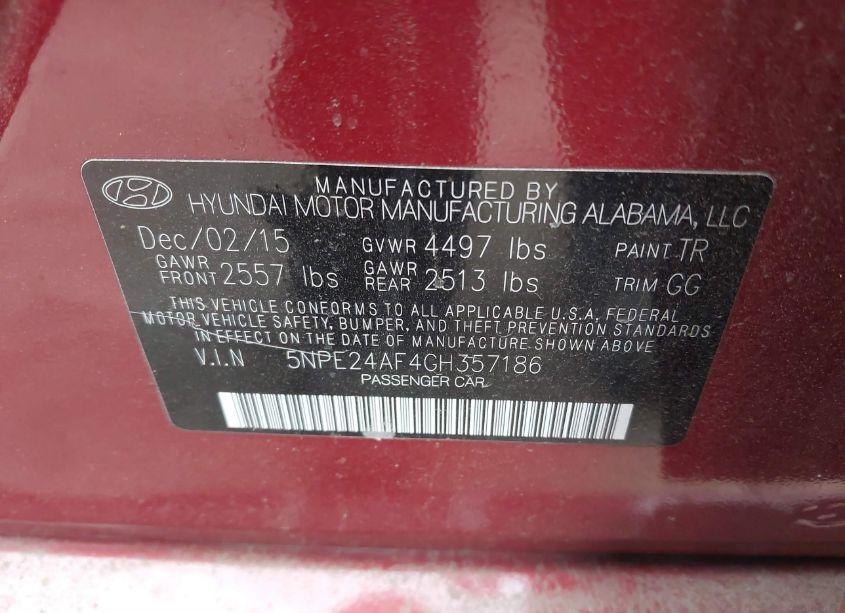 MANUFACTURED BY
HYUNDAI MOTOR MANUFACTURING ALABAMA, LLC
Dec/02/15 GVWR 4497 lbs PAINT TR
GAWR FRONT 2557 lbs GAWR REAR 2513 lbs TRIM GG
THIS VEHICLE CONFORMS TO ALL APPLICABLE U.S.A. FEDERAL
MOTOR VEHICLE SAFETY, BUMPER, AND THEFT PREVENTION STANDARDS
IN EFFECT ON THE DATE OF MANUFACTURE SHOWN ABOVE
V.I.N 5NPE24AF4GH357186
PASSENGER CAR